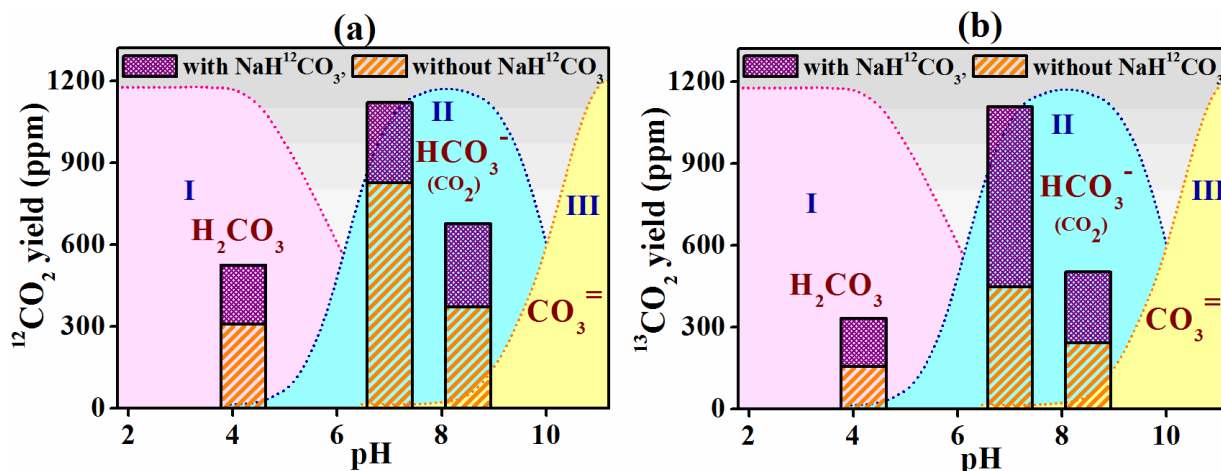 (a)
with NaH¹²CO₃, without NaH¹²CO₃
¹²CO₂ yield (ppm)
1200
900
600
300
0
I
H₂CO₃
II
HCO₃⁻
(CO₂)
III
CO₃⁼
2 4 6 8 10
pH
(b)
with NaH¹²CO₃, without NaH¹²CO₃
¹³CO₂ yield (ppm)
1200
900
600
300
0
I
H₂CO₃
II
HCO₃⁻
(CO₂)
III
CO₃⁼
2 4 6 8 10
pH